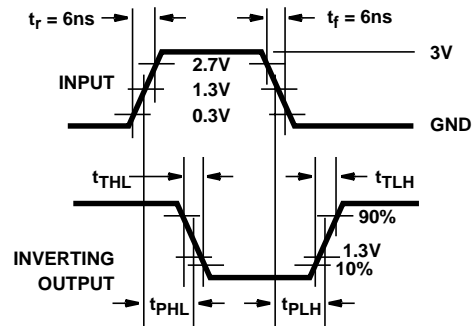 tr = 6ns
tf = 6ns
3V
2.7V
INPUT
1.3V
0.3V
GND
tTHL
tTLH
90%
INVERTING
OUTPUT
1.3V
10%
tPHL
tPLH